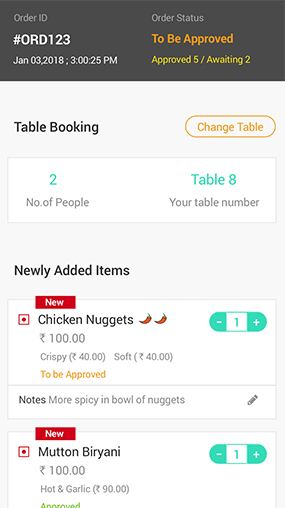 Order ID
Order Status
#ORD123
To Be Approved
Jan 03,2018 ; 3:00:25 PM
Approved 5 / Awaiting 2
Table Booking
Change Table
2
Table 8
No.of People
Your table number
Newly Added Items
New
Chicken Nuggets
- 1 +
₹ 100.00
Crispy (₹ 40.00) Soft ( ₹ 40.00)
To be Approved
Notes More spicy in bowl of nuggets
New
Mutton Biryani
- 1 +
₹ 100.00
Hot & Garlic (₹ 90.00)
Approved